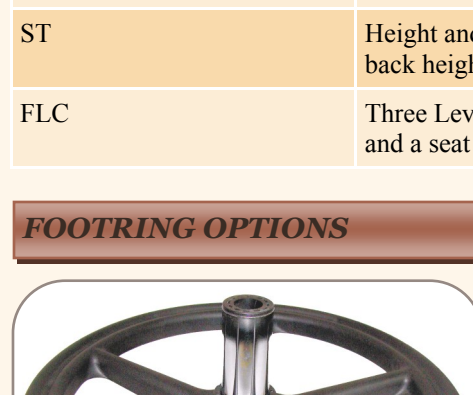 ST
Height and
back heigh
FLC
Three Lev
and a seat
FOOTRING OPTIONS